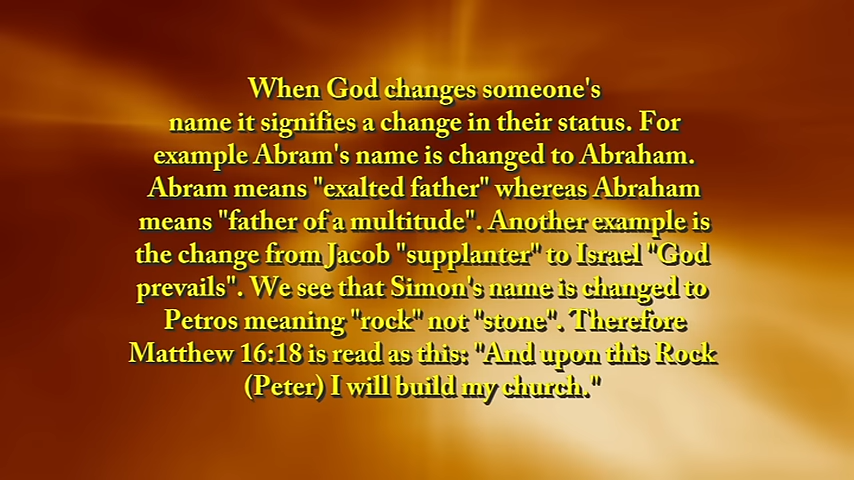 When God changes someone's
name it signifies a change in their status. For
example Abram's name is changed to Abraham.
Abram means "exalted father" whereas Abraham
means "father of a multitude". Another example is
the change from Jacob "supplanter" to Israel "God
prevails". We see that Simon's name is changed to
Petros meaning "rock" not "stone". Therefore
Matthew 16:18 is read as this: "And upon this Rock
(Peter) I will build my church."